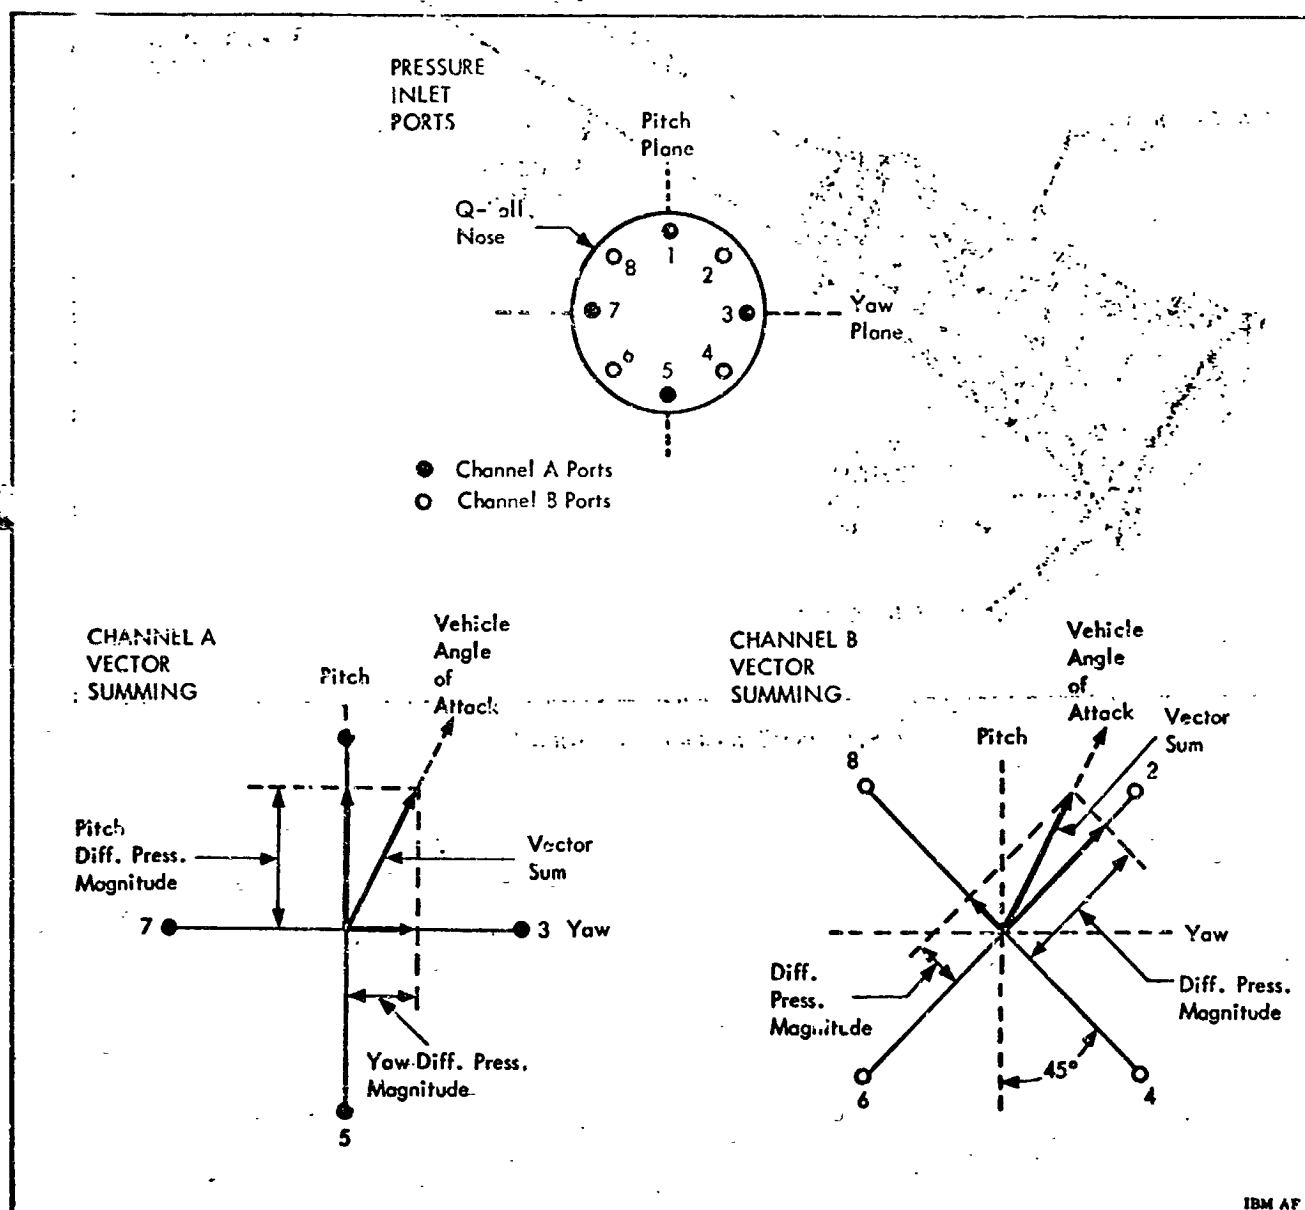 PRESSURE
INLET
PORTS
Pitch
Plane
Nose
1
2
3
4
5
6
7
8
Yaw
Plane
Channel A Ports
Channel B Ports
CHANNEL A
VECTOR
SUMMING
Pitch
Vehicle
Angle
of
Attack
Pitch
Diff. Press.
Magnitude
Vector
Sum
7
3 Yaw
Yaw Diff. Press.
Magnitude
5
CHANNEL B
VECTOR
SUMMING
Vehicle
Angle
of
Attack
Pitch
Vector
Sum
8
2
Yaw
Diff.
Press.
Magnitude
Diff. Press.
Magnitude
45°
6
4
IBM AF